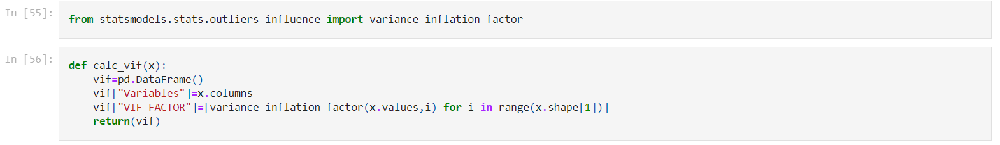 In [55]:
from statsmodels.stats.outliers_influence import variance_inflation_factor
In [56]:
def calc_vif(x):
    vif=pd.DataFrame()
    vif["Variables"]=x.columns
    vif["VIF FACTOR"]=[variance_inflation_factor(x.values,i) for i in range(x.shape[1])]
    return(vif)